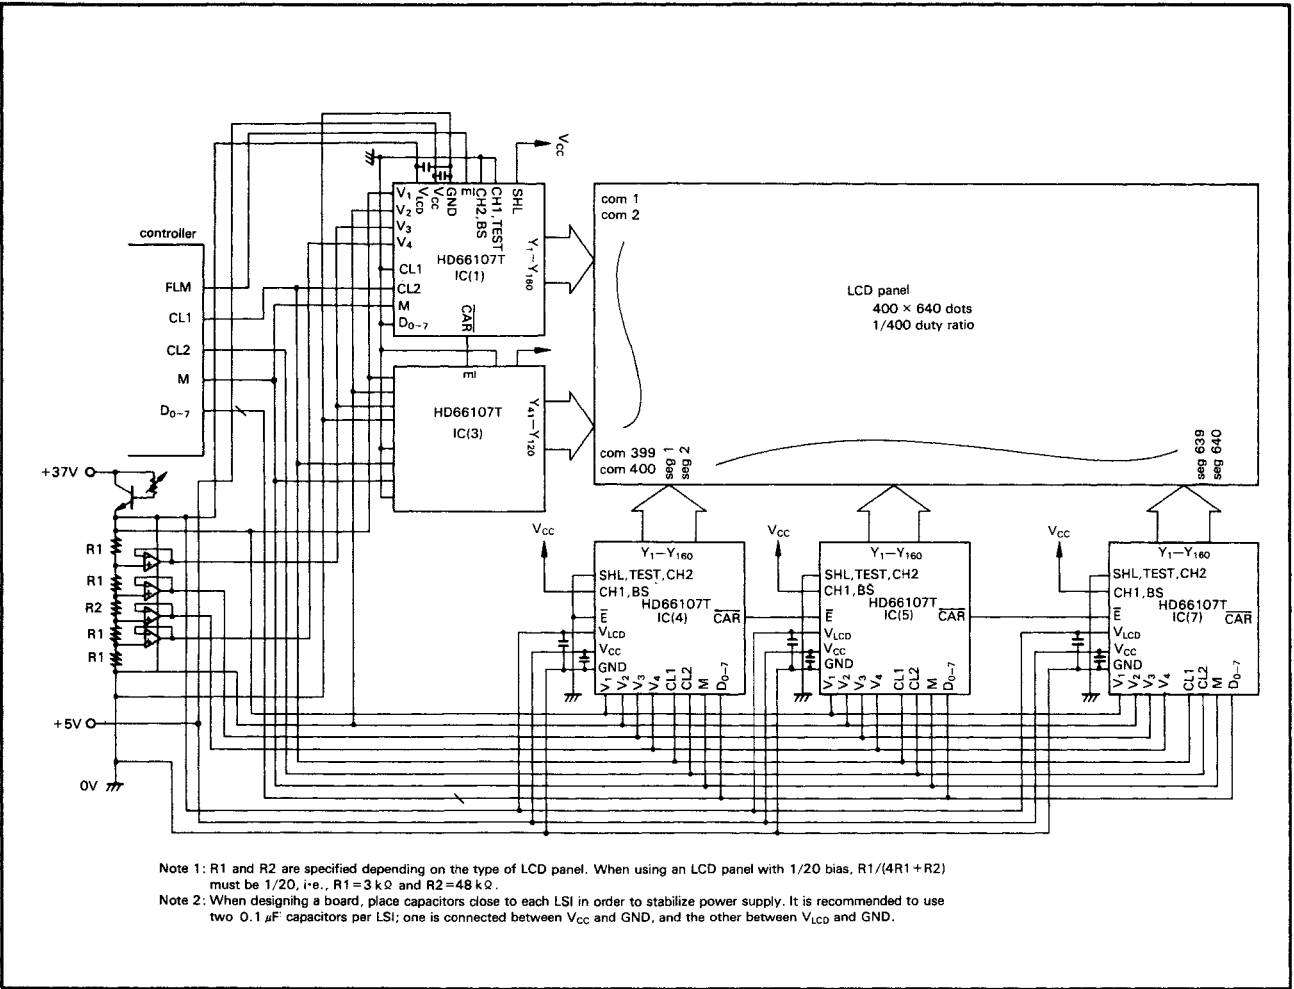 VCC
V1
V2
V3
V4
VLCD
VCC
GND
E
CH2,BS
CH1,TEST
SHL
HD66107T
IC(1)
Y1~Y160
CL1
CL2
M
D0~7
CAR
controller
FLM
CL1
CL2
M
D0~7
E
HD66107T
IC(3)
Y41—Y120
com 1
com 2
LCD panel
400 × 640 dots
1/400 duty ratio
com 399
com 400
seg 1
seg 2
seg 639
seg 640
+37V
R1
R1
R2
R1
R1
+5V
0V
VCC
Y1—Y160
SHL,TEST,CH2
CH1,BS
HD66107T
IC(4)
E
CAR
VLCD
VCC
GND
V1
V2
V3
V4
CL1
CL2
M
D0~7
VCC
Y1—Y160
SHL,TEST,CH2
CH1,BS
HD66107T
IC(5)
E
CAR
VLCD
VCC
GND
V1
V2
V3
V4
CL1
CL2
M
D0~7
VCC
Y1—Y160
SHL,TEST,CH2
CH1,BS
HD66107T
IC(7)
E
CAR
VLCD
VCC
GND
V1
V2
V3
V4
CL1
CL2
M
D0~7
Note 1: R1 and R2 are specified depending on the type of LCD panel. When using an LCD panel with 1/20 bias, R1/(4R1+R2)
must be 1/20, i·e., R1=3 kΩ and R2=48 kΩ.
Note 2: When designihg a board, place capacitors close to each LSI in order to stabilize power supply. It is recommended to use
two 0.1 μF capacitors per LSI; one is connected between VCC and GND, and the other between VLCD and GND.